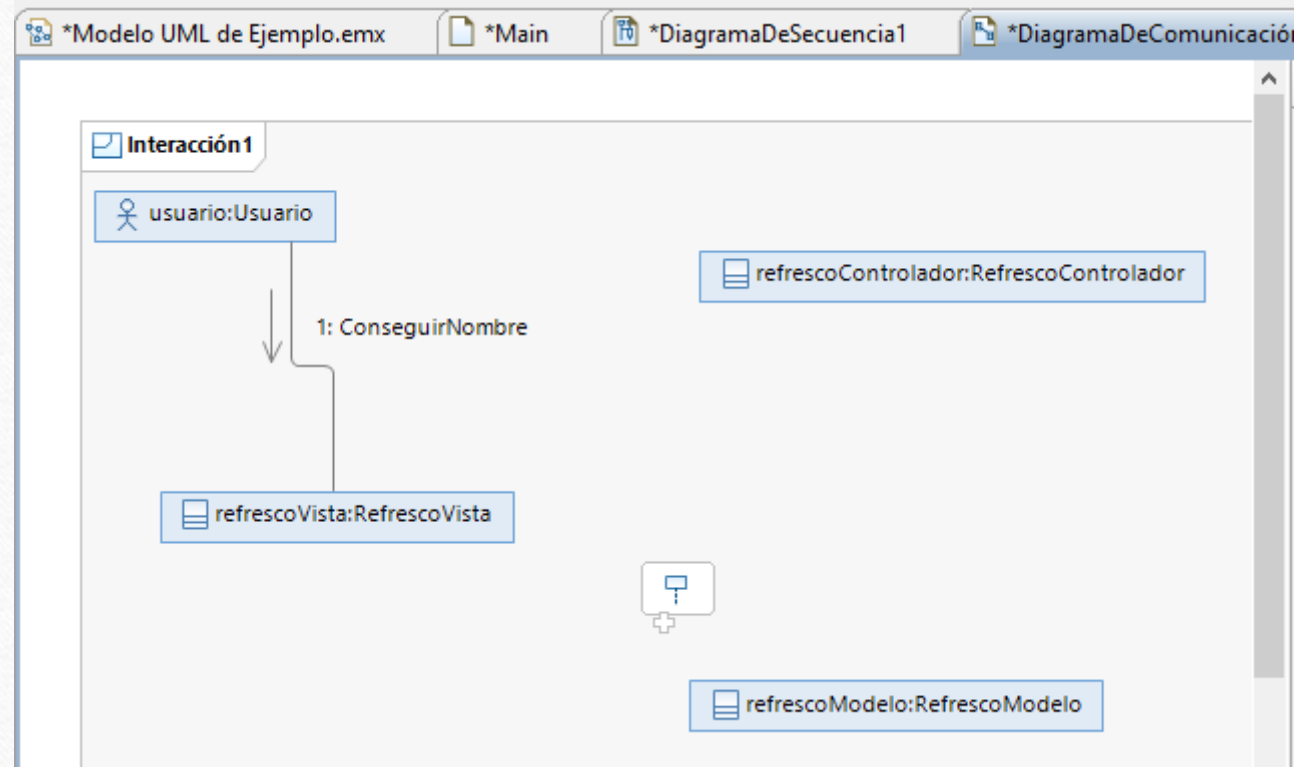 *Modelo UML de Ejemplo.emx
*Main
*DiagramaDeSecuencia1
*DiagramaDeComunicación
Interacción1
usuario:Usuario
refrescoControlador:RefrescoControlador
1: ConseguirNombre
refrescoVista:RefrescoVista
refrescoModelo:RefrescoModelo